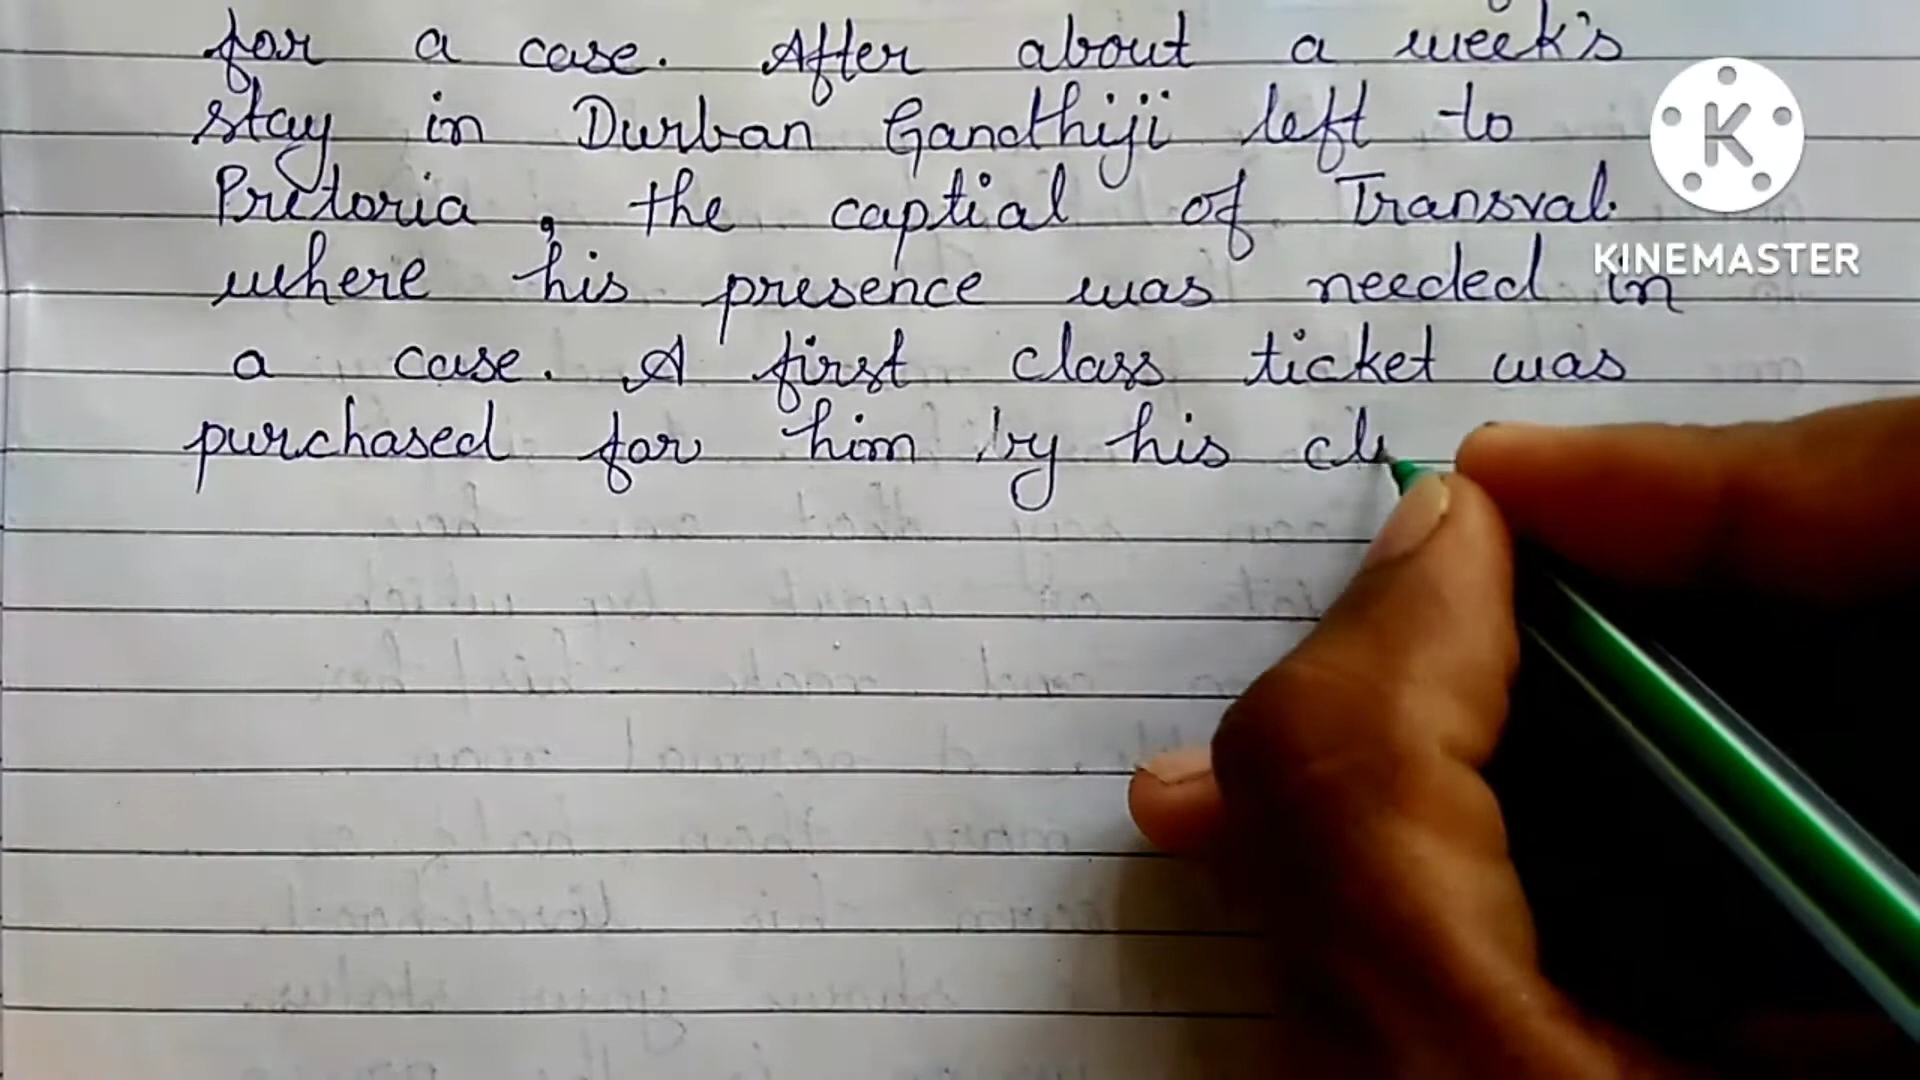 for a case. After about a week's
stay in Durban Gandhiji left to
Pretoria, the captial of Transval.
where his presence was needed in
a case. A first class ticket was
purchased for him by his cl
K
KINEMASTER